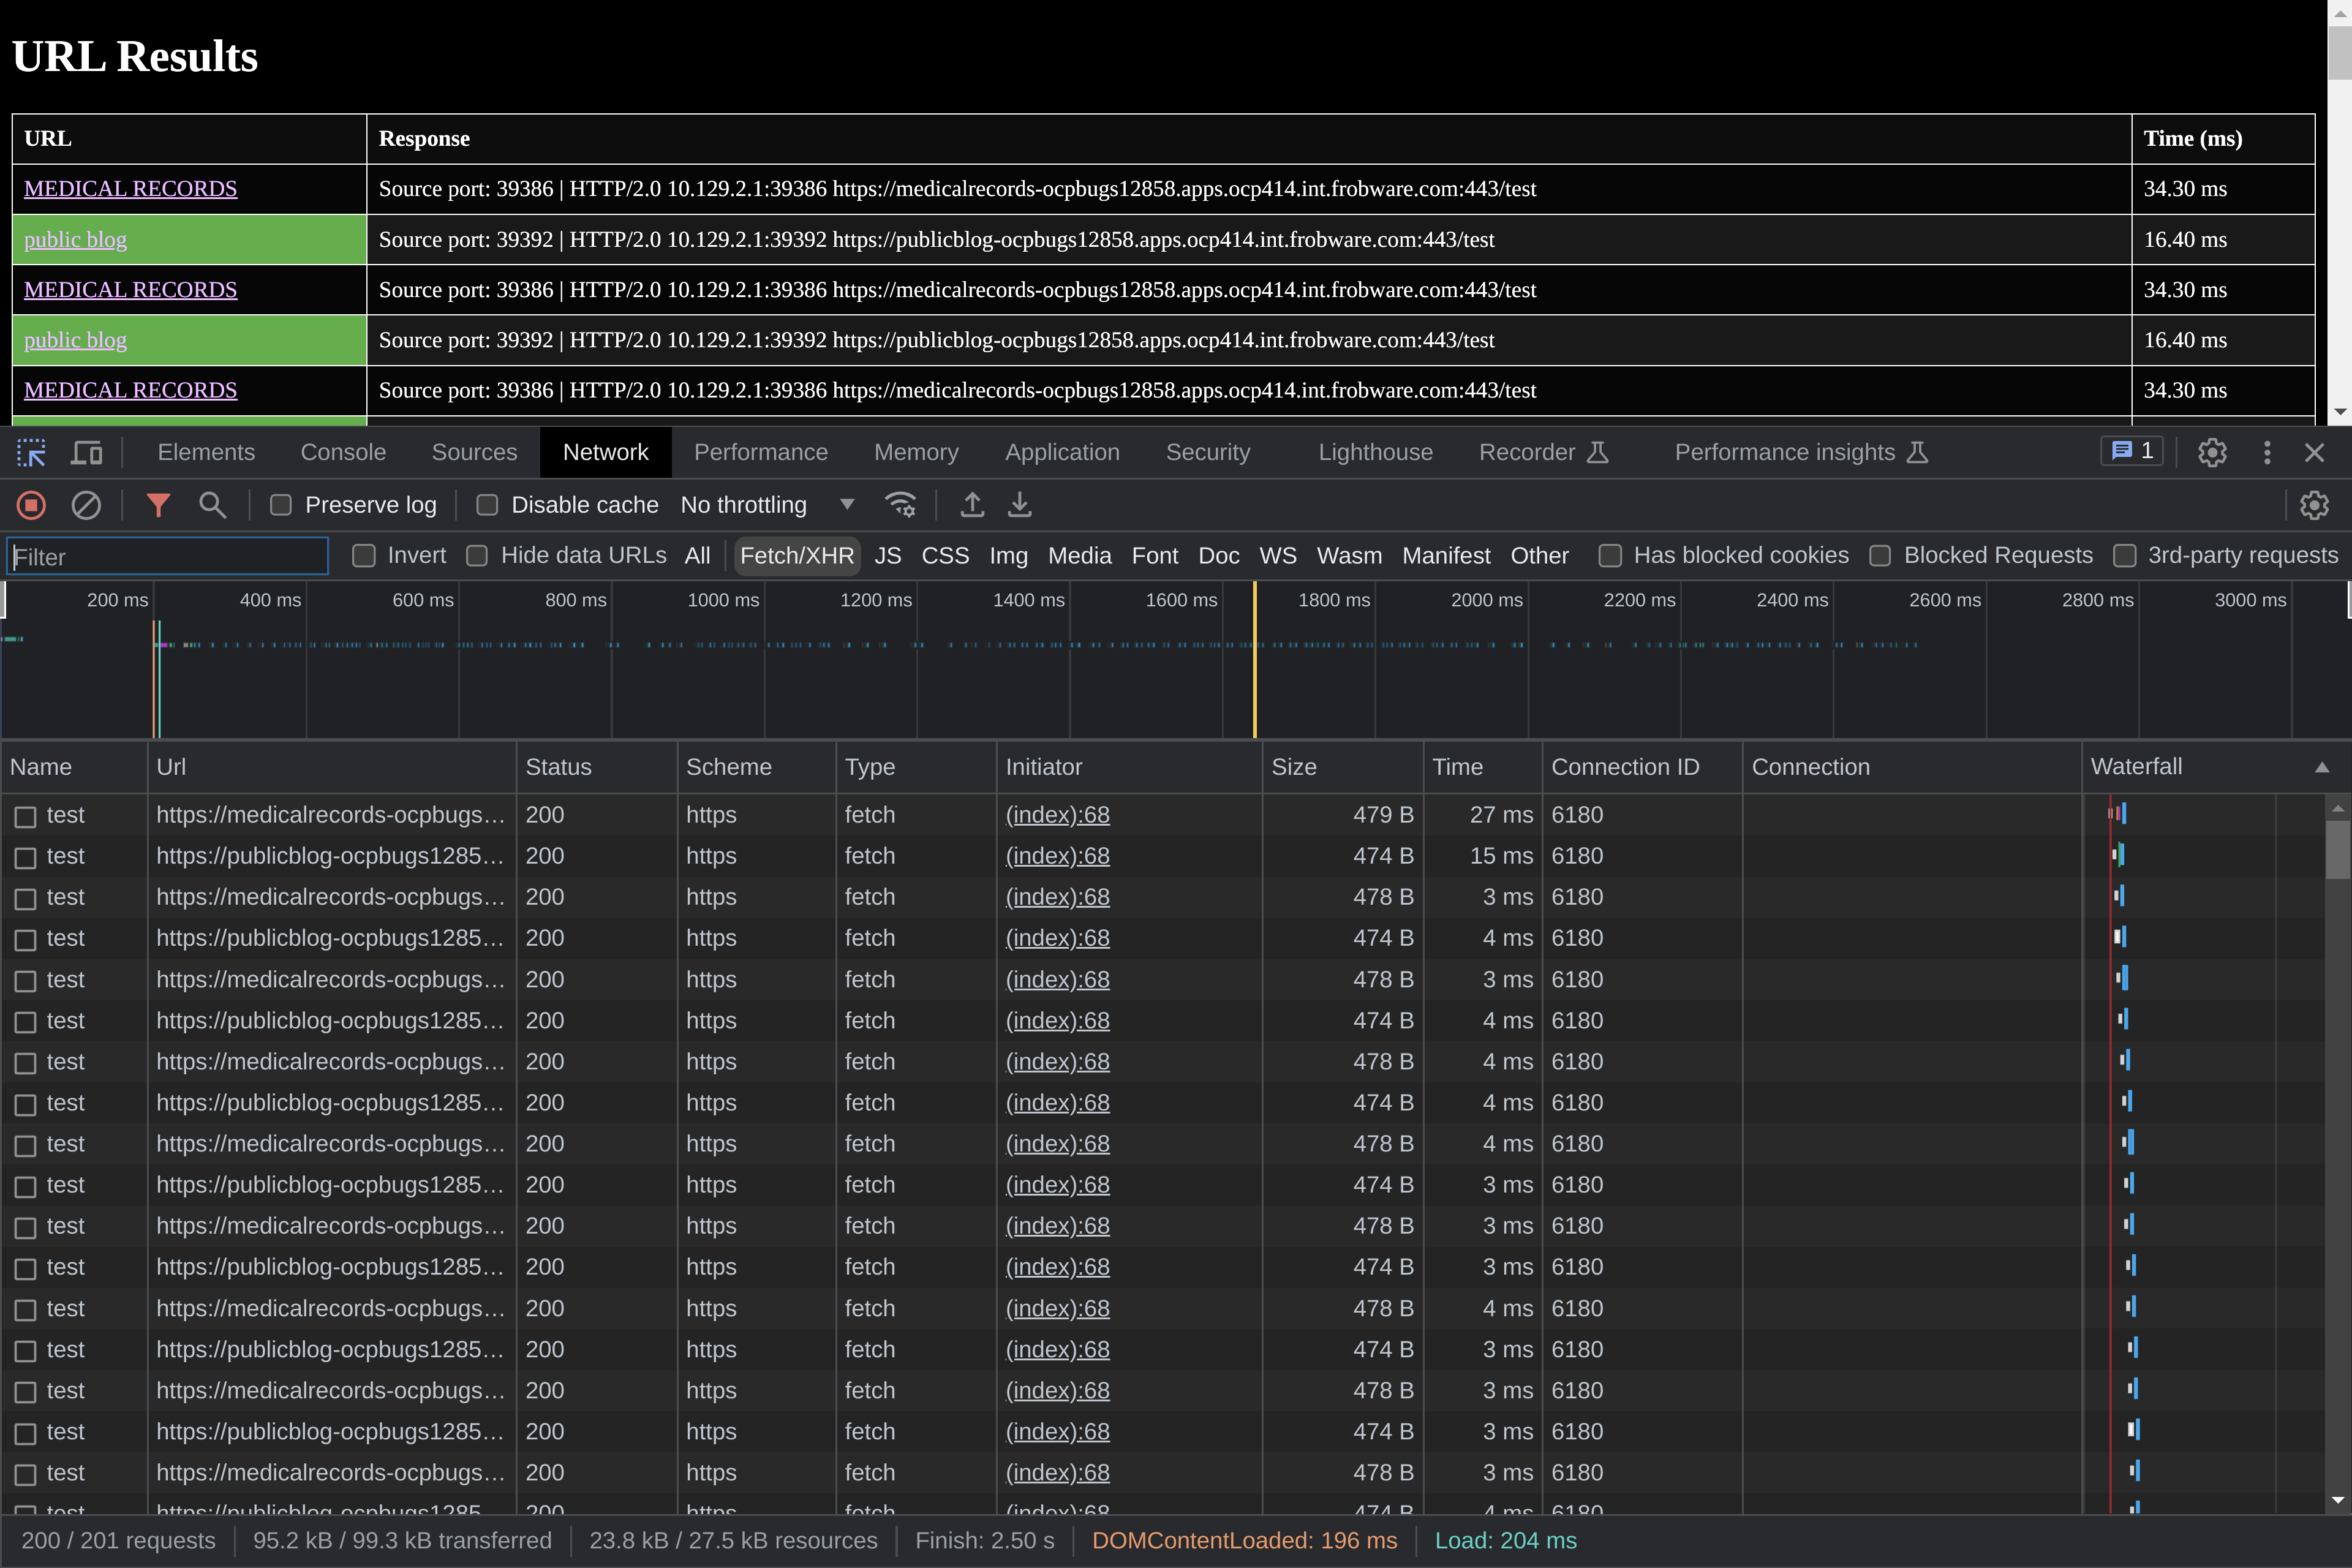 URL Results
URL Response Time (ms)
MEDICAL RECORDS Source port: 39386 | HTTP/2.0 10.129.2.1:39386 https://medicalrecords-ocpbugs12858.apps.ocp414.int.frobware.com:443/test 34.30 ms
public blog Source port: 39392 | HTTP/2.0 10.129.2.1:39392 https://publicblog-ocpbugs12858.apps.ocp414.int.frobware.com:443/test 16.40 ms
MEDICAL RECORDS Source port: 39386 | HTTP/2.0 10.129.2.1:39386 https://medicalrecords-ocpbugs12858.apps.ocp414.int.frobware.com:443/test 34.30 ms
public blog Source port: 39392 | HTTP/2.0 10.129.2.1:39392 https://publicblog-ocpbugs12858.apps.ocp414.int.frobware.com:443/test 16.40 ms
MEDICAL RECORDS Source port: 39386 | HTTP/2.0 10.129.2.1:39386 https://medicalrecords-ocpbugs12858.apps.ocp414.int.frobware.com:443/test 34.30 ms
Elements Console Sources Network Performance Memory Application Security Lighthouse Recorder Performance insights 1
Preserve log Disable cache No throttling
Filter Invert Hide data URLs All Fetch/XHR JS CSS Img Media Font Doc WS Wasm Manifest Other Has blocked cookies Blocked Requests 3rd-party requests
200 ms 400 ms 600 ms 800 ms 1000 ms 1200 ms 1400 ms 1600 ms 1800 ms 2000 ms 2200 ms 2400 ms 2600 ms 2800 ms 3000 ms
Name Url Status Scheme Type Initiator Size Time Connection ID Connection Waterfall
test https://medicalrecords-ocpbugs… 200 https fetch (index):68 479 B 27 ms 6180
test https://publicblog-ocpbugs1285… 200 https fetch (index):68 474 B 15 ms 6180
test https://medicalrecords-ocpbugs… 200 https fetch (index):68 478 B 3 ms 6180
test https://publicblog-ocpbugs1285… 200 https fetch (index):68 474 B 4 ms 6180
test https://medicalrecords-ocpbugs… 200 https fetch (index):68 478 B 3 ms 6180
test https://publicblog-ocpbugs1285… 200 https fetch (index):68 474 B 4 ms 6180
test https://medicalrecords-ocpbugs… 200 https fetch (index):68 478 B 4 ms 6180
test https://publicblog-ocpbugs1285… 200 https fetch (index):68 474 B 4 ms 6180
test https://medicalrecords-ocpbugs… 200 https fetch (index):68 478 B 4 ms 6180
test https://publicblog-ocpbugs1285… 200 https fetch (index):68 474 B 3 ms 6180
test https://medicalrecords-ocpbugs… 200 https fetch (index):68 478 B 3 ms 6180
test https://publicblog-ocpbugs1285… 200 https fetch (index):68 474 B 3 ms 6180
test https://medicalrecords-ocpbugs… 200 https fetch (index):68 478 B 4 ms 6180
test https://publicblog-ocpbugs1285… 200 https fetch (index):68 474 B 3 ms 6180
test https://medicalrecords-ocpbugs… 200 https fetch (index):68 478 B 3 ms 6180
test https://publicblog-ocpbugs1285… 200 https fetch (index):68 474 B 3 ms 6180
test https://medicalrecords-ocpbugs… 200 https fetch (index):68 478 B 3 ms 6180
test https://publicblog-ocpbugs1285… 200 https fetch (index):68 474 B 4 ms 6180
200 / 201 requests 95.2 kB / 99.3 kB transferred 23.8 kB / 27.5 kB resources Finish: 2.50 s DOMContentLoaded: 196 ms Load: 204 ms